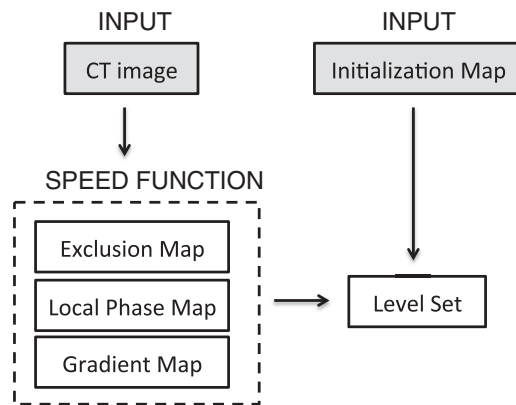 INPUT
INPUT
CT image
Initialization Map
SPEED FUNCTION
Exclusion Map
Local Phase Map
Level Set
Gradient Map